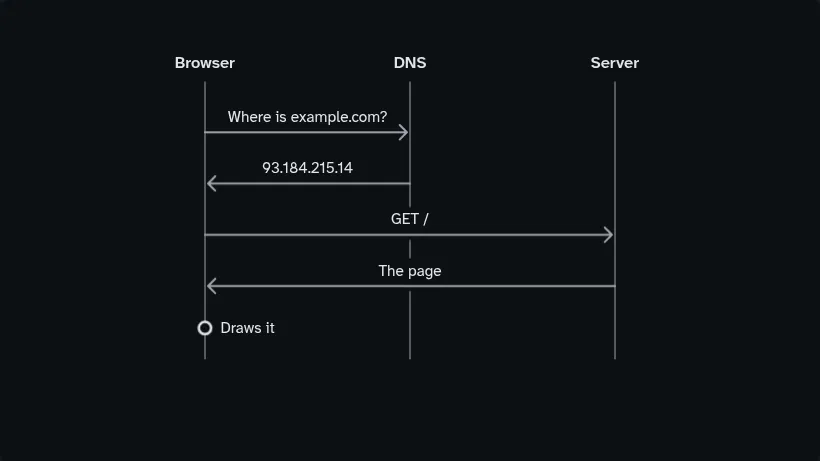 Browser
DNS
Server
Where is example.com?
93.184.215.14
GET /
The page
Draws it